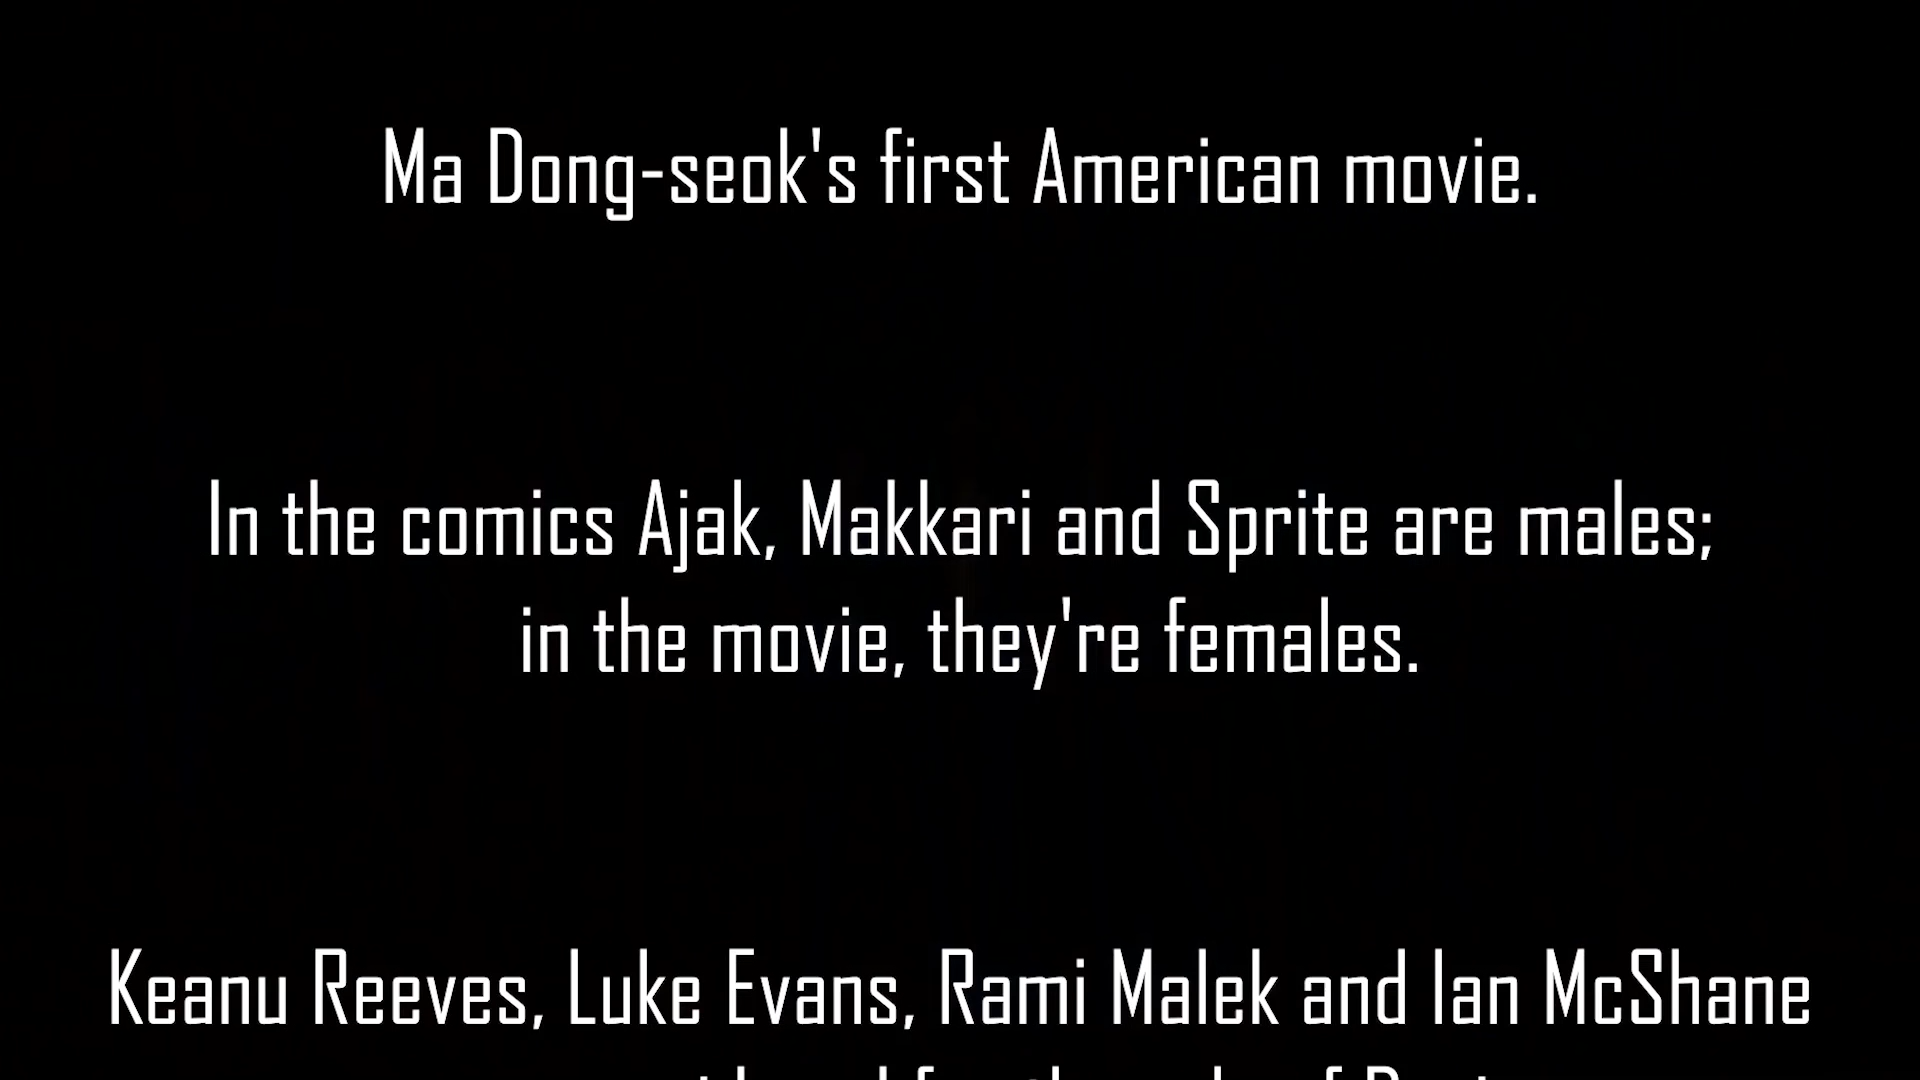 Ma Dong-seok's first American movie.
In the comics Ajak, Makkari and Sprite are males;
in the movie, they're females.
Keanu Reeves, Luke Evans, Rami Malek and Ian McShane